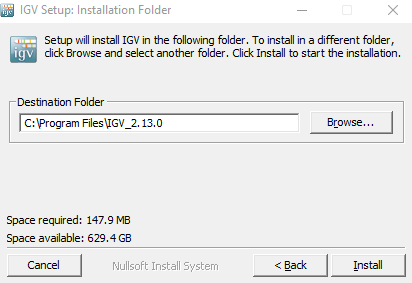 IGV Setup: Installation Folder
igv
Setup will install IGV in the following folder. To install in a different folder,
click Browse and select another folder. Click Install to start the installation.
Destination Folder
C:\Program Files\IGV_2.13.0
Browse...
Space required: 147.9 MB
Space available: 629.4 GB
Cancel
Nullsoft Install System
< Back
Install